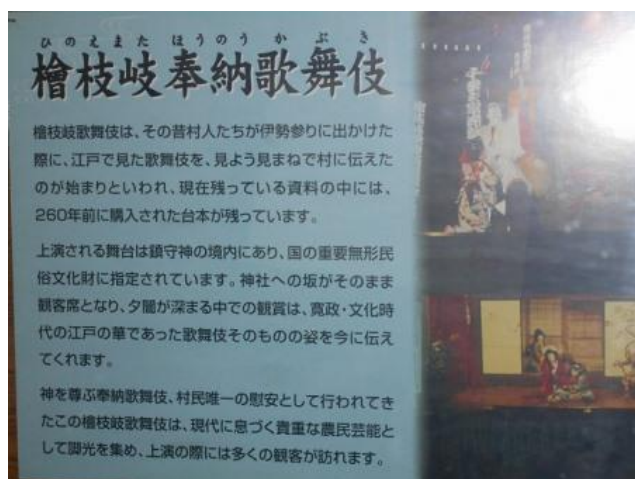 ひのえまた ほうのう か ぶ き
檜枝岐奉納歌舞伎
檜枝岐歌舞伎は、その昔村人たちが伊勢参りに出かけた
際に、江戸で見た歌舞伎を、見よう見まねで村に伝えた
のが始まりといわれ、現在残っている資料の中には、
260年前に購入された台本が残っています。
上演される舞台は鎮守神の境内にあり、国の重要無形民
俗文化財に指定されています。神社への坂がそのまま
観客席となり、夕闇が深まる中での観賞は、寛政・文化時
代の江戸の華であった歌舞伎そのものの姿を今に伝え
てくれます。
神を尊ぶ奉納歌舞伎、村民唯一の慰安として行われてき
たこの檜枝岐歌舞伎は、現代に息づく貴重な農民芸能と
して脚光を集め、上演の際には多くの観客が訪れます。